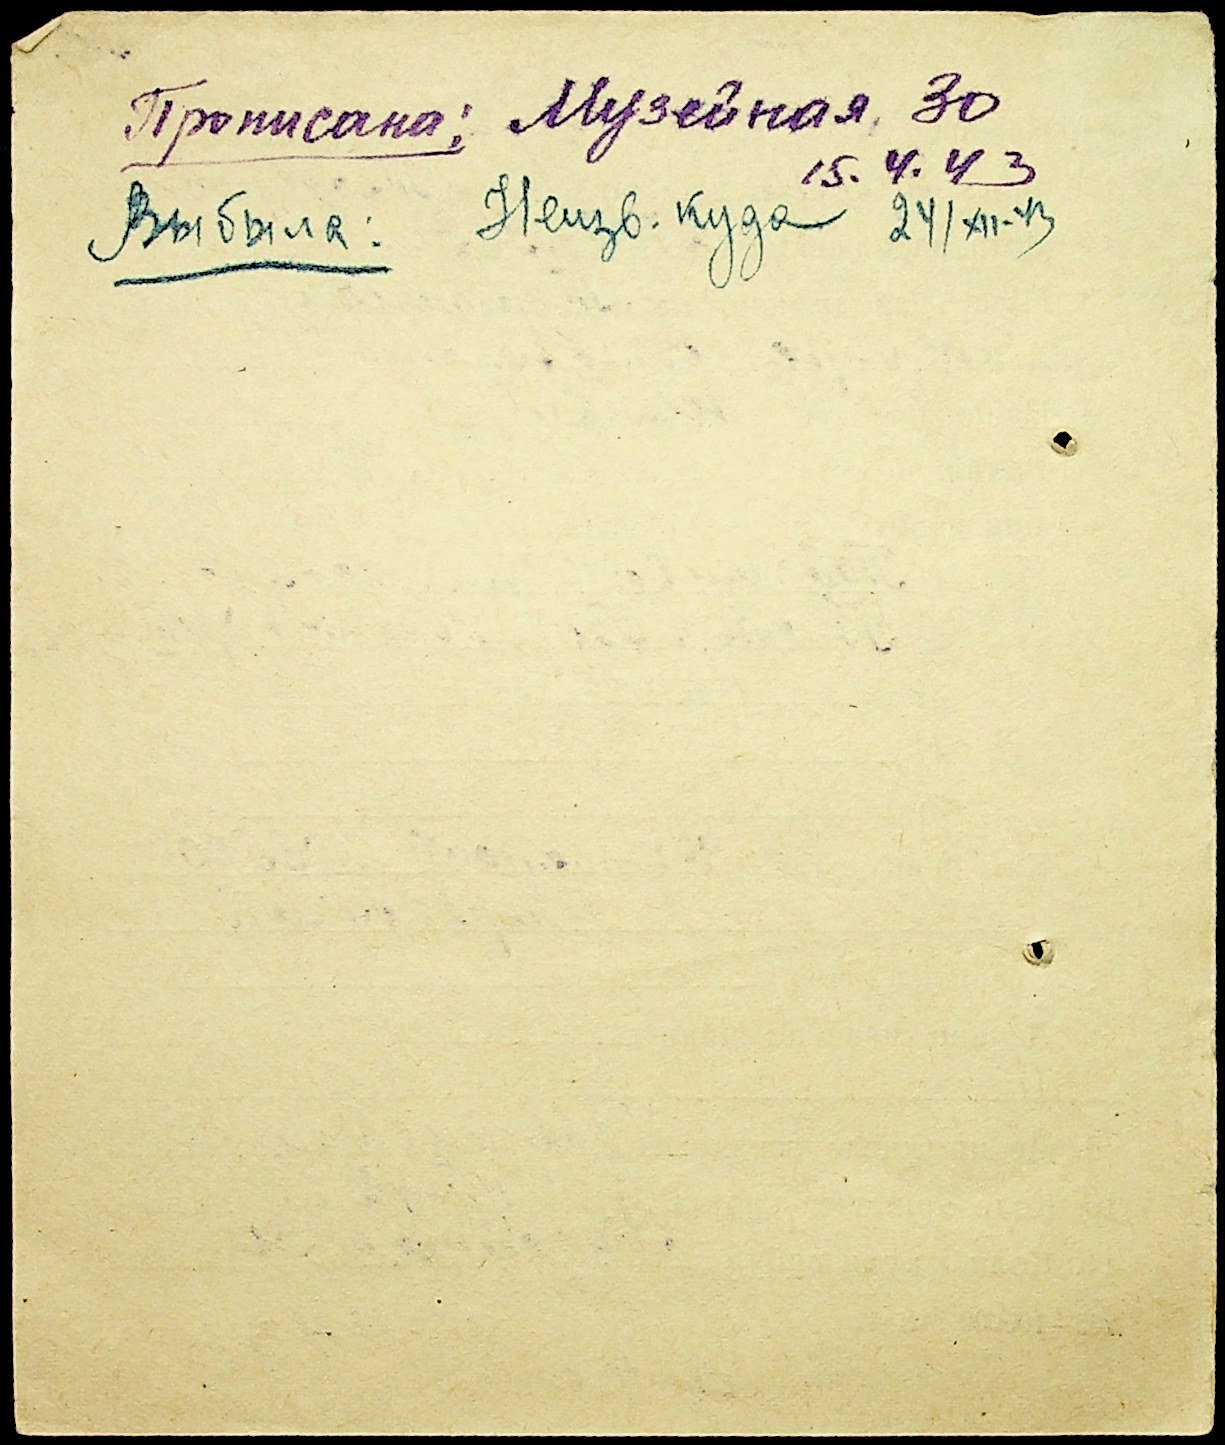 Прописана: Музейная, 30
15. 4. 43
Выбыла: Неизв. куда 24/XII-43